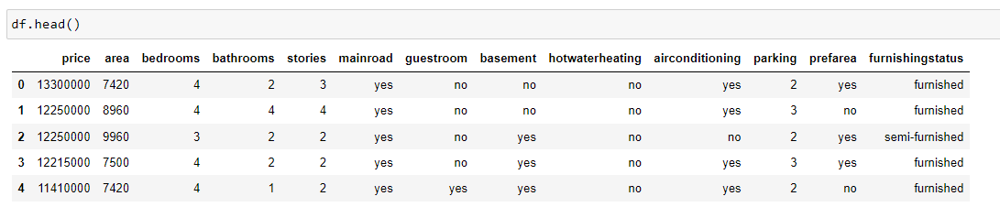 df.head()
price area bedrooms bathrooms stories mainroad guestroom basement hotwaterheating airconditioning parking prefarea furnishingstatus
0 13300000 7420 4 2 3 yes no no no yes 2 yes furnished
1 12250000 8960 4 4 4 yes no no no yes 3 no furnished
2 12250000 9960 3 2 2 yes no yes no no 2 yes semi-furnished
3 12215000 7500 4 2 2 yes no yes no yes 3 yes furnished
4 11410000 7420 4 1 2 yes yes yes no yes 2 no furnished